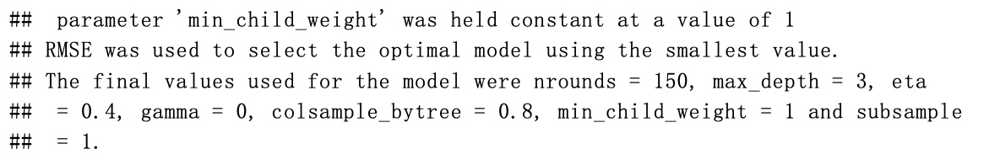 ##  parameter 'min_child_weight' was held constant at a value of 1
## RMSE was used to select the optimal model using the smallest value.
## The final values used for the model were nrounds = 150, max_depth = 3, eta
##  = 0.4, gamma = 0, colsample_bytree = 0.8, min_child_weight = 1 and subsample
##  = 1.